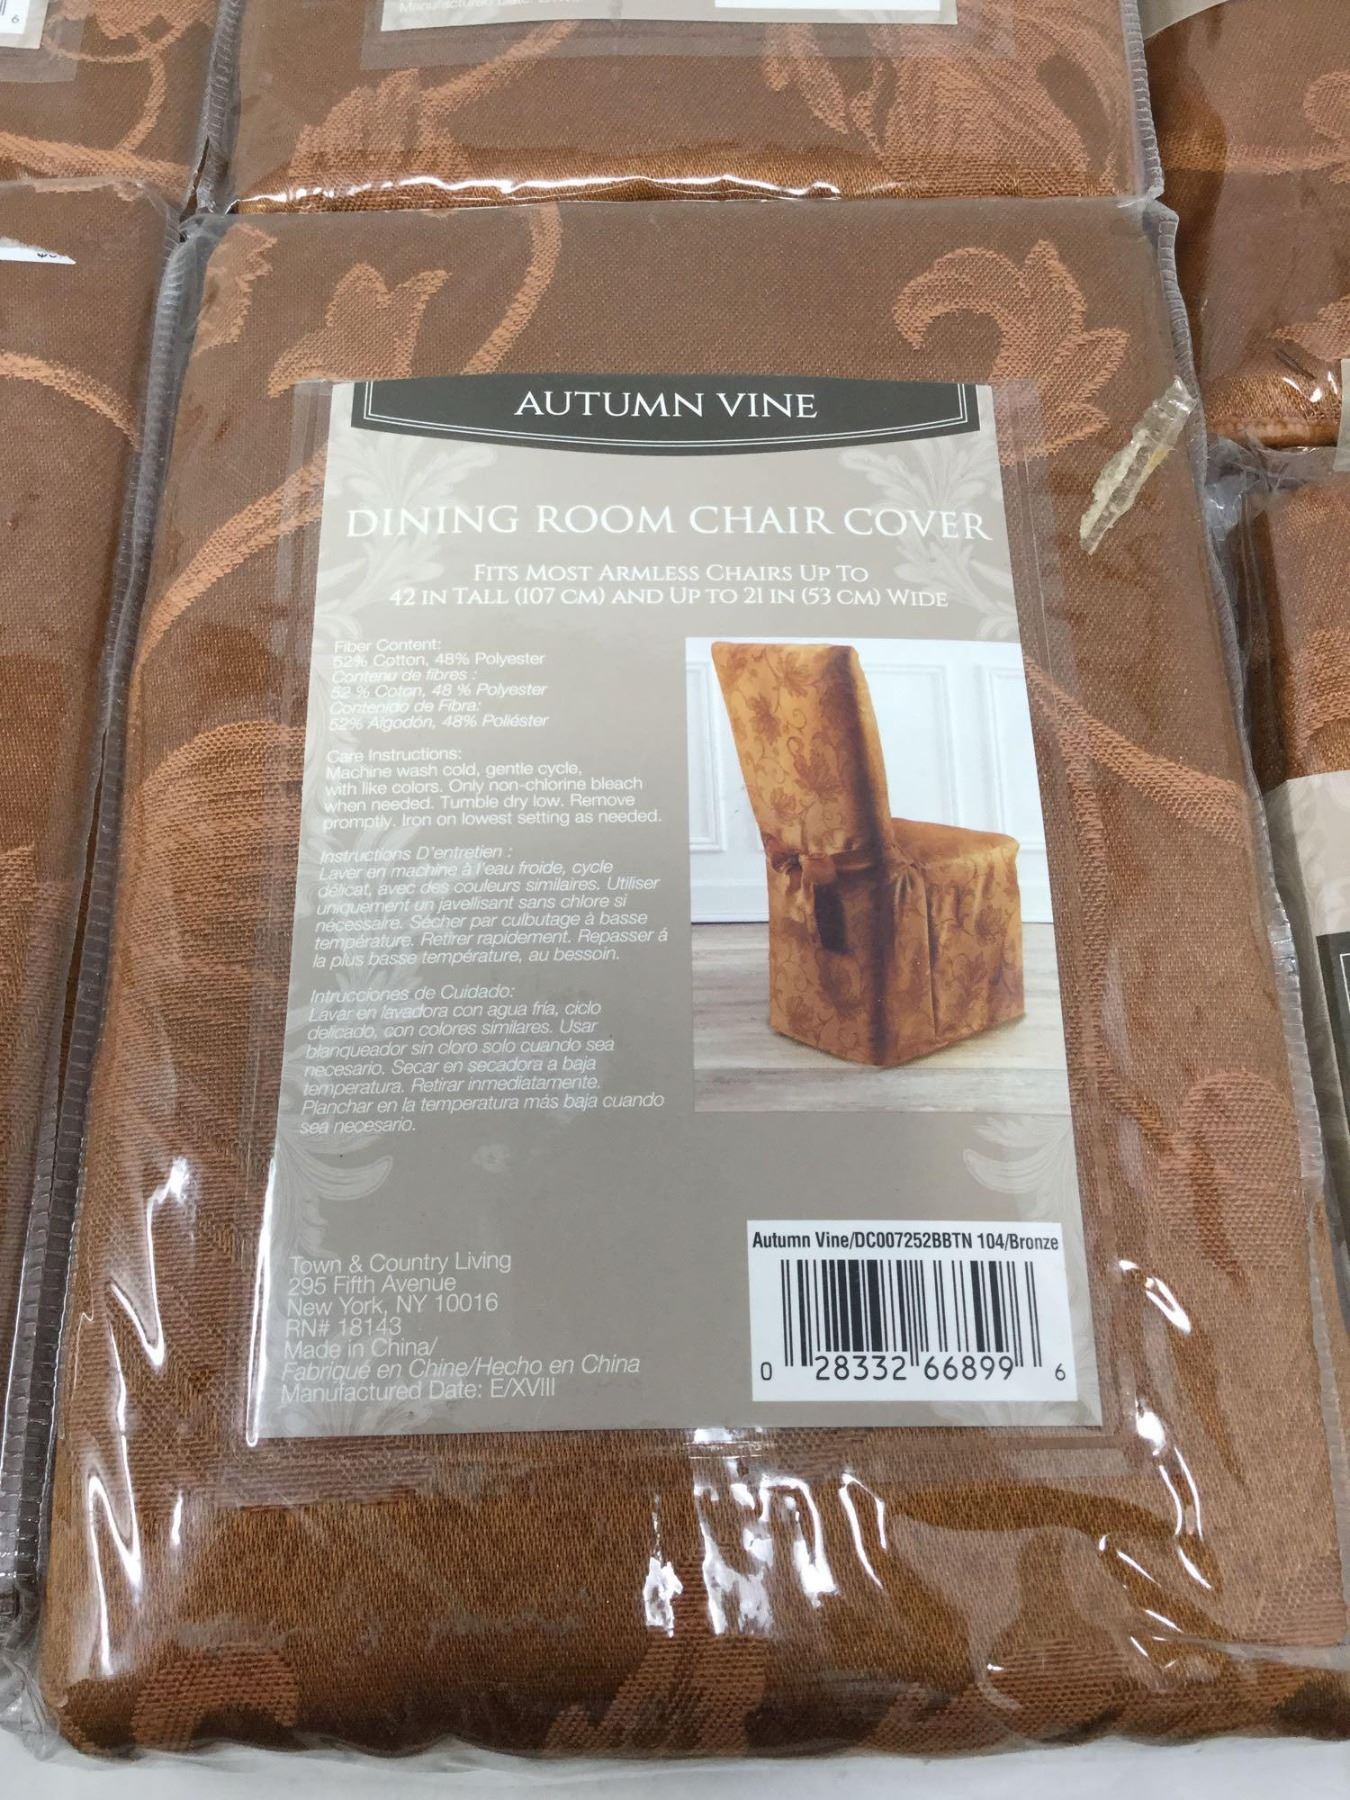 6
Manufactured Date:
AUTUMN VINE
DINING ROOM CHAIR COVER
FITS MOST ARMLESS CHAIRS UP TO
42 IN TALL (107 CM) AND UP TO 21 IN (53 CM) WIDE
Fiber Content:
52% Cotton, 48% Polyester
Contenu de fibres :
52 % Coton, 48 % Polyester
Contenido de Fibra:
52% Algodón, 48% Poliéster
Care Instructions:
Machine wash cold, gentle cycle,
with like colors. Only non-chlorine bleach
when needed. Tumble dry low. Remove
promptly. Iron on lowest setting as needed.
Instructions D'entretien :
Laver en machine à l'eau froide, cycle
délicat, avec des couleurs similaires. Utiliser
uniquement un javellisant sans chlore si
nécessaire. Sécher par culbutage à basse
température. Retirer rapidement. Repasser á
la plus basse température, au bessoin.
Intrucciones de Cuidado:
Lavar en lavadora con agua fría, ciclo
delicado, con colores similares. Usar
blanqueador sin cloro solo cuando sea
necesario. Secar en secadora a baja
temperatura. Retirar inmediatamente.
Planchar en la temperatura más baja cuando
sea necesario.
Town & Country Living
295 Fifth Avenue
New York, NY 10016
RN# 18143
Made in China/
Fabriqué en Chine/Hecho en China
Manufactured Date: E/XVIII
Autumn Vine/DC007252BBTN 104/Bronze
0 28332 66899 6